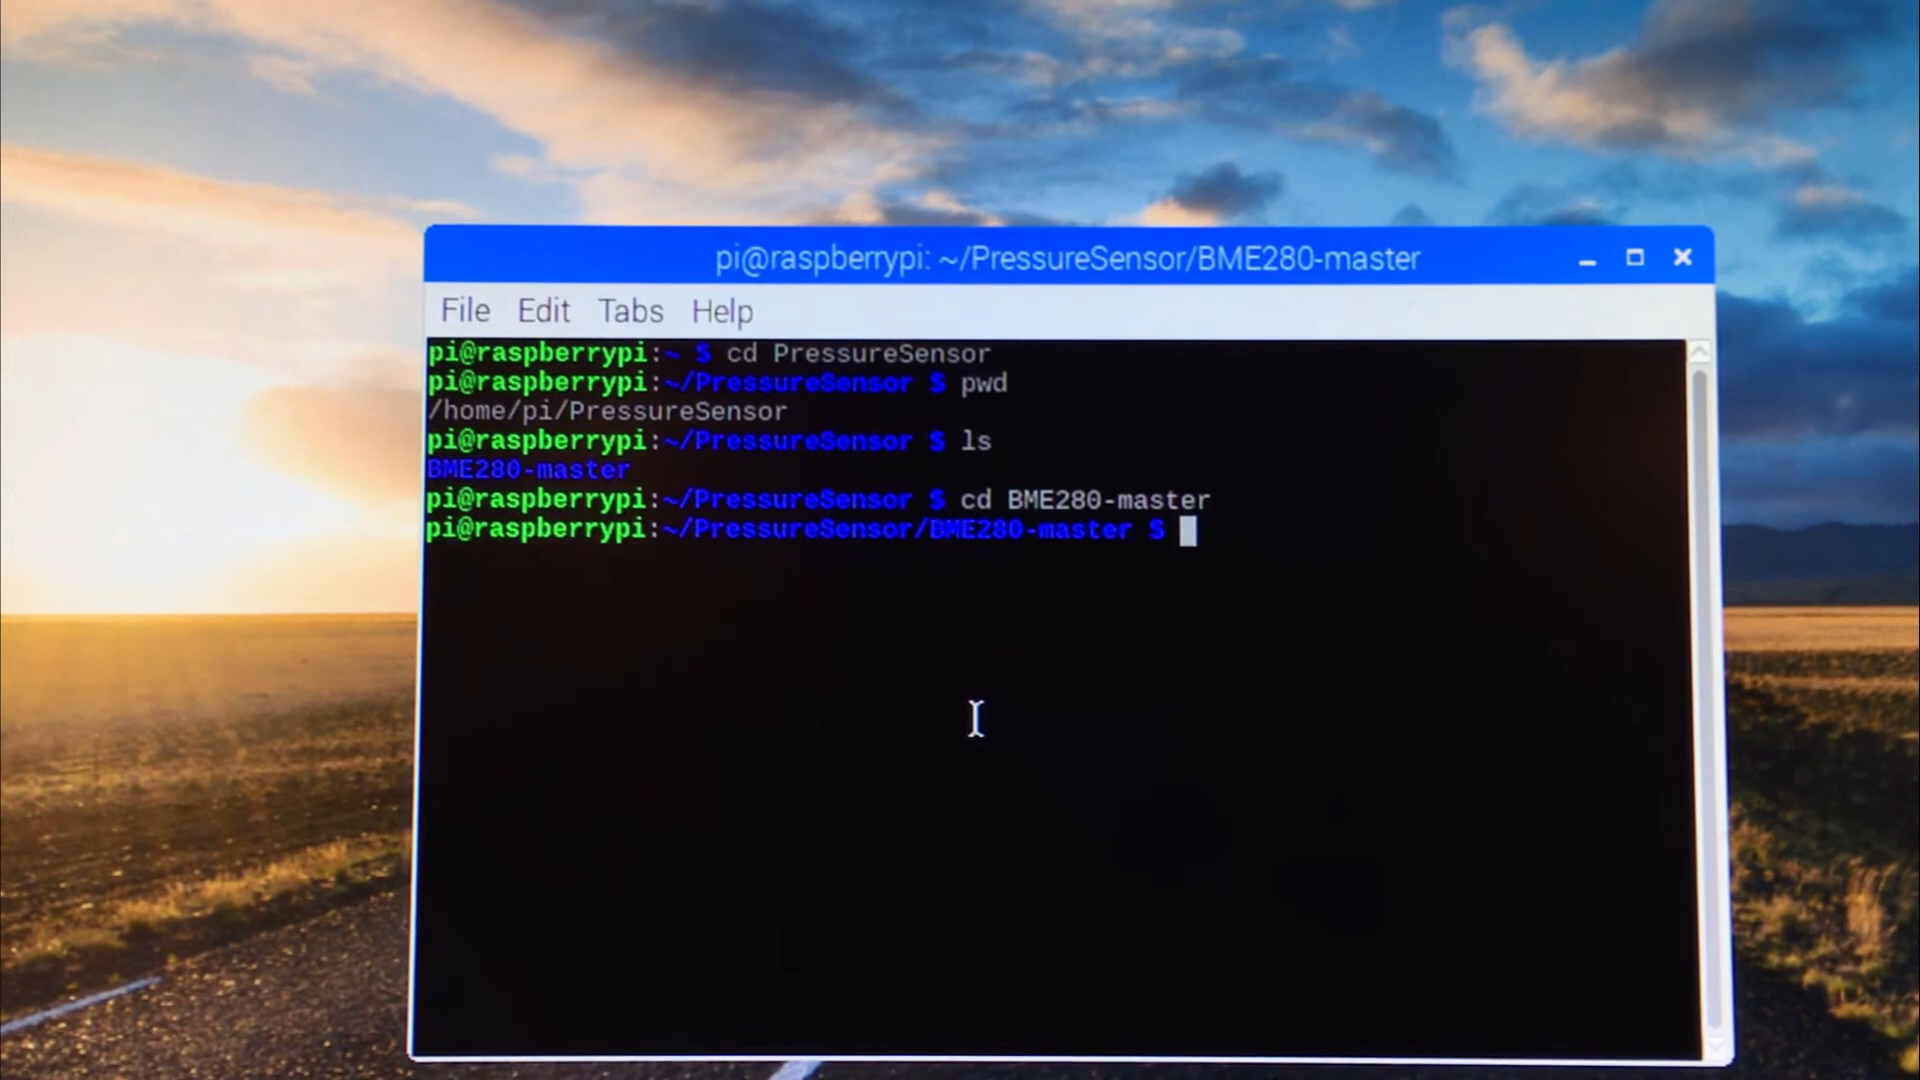 pi@raspberrypi: ~/PressureSensor/BME280-master
File Edit Tabs Help
pi@raspberrypi:~ $ cd PressureSensor
pi@raspberrypi:~/PressureSensor $ pwd
/home/pi/PressureSensor
pi@raspberrypi:~/PressureSensor $ ls
BME280-master
pi@raspberrypi:~/PressureSensor $ cd BME280-master
pi@raspberrypi:~/PressureSensor/BME280-master $